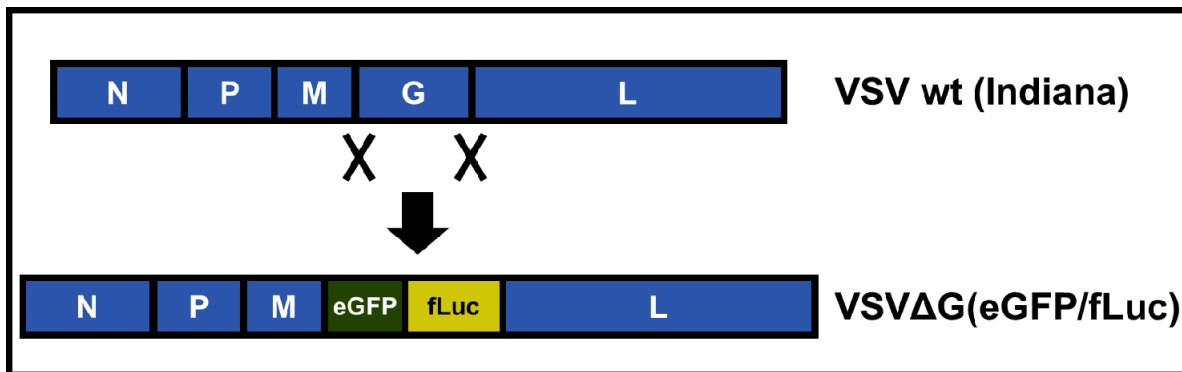 N P M G L VSV wt (Indiana)
X X
N P M eGFP fLuc L VSVΔG(eGFP/fLuc)